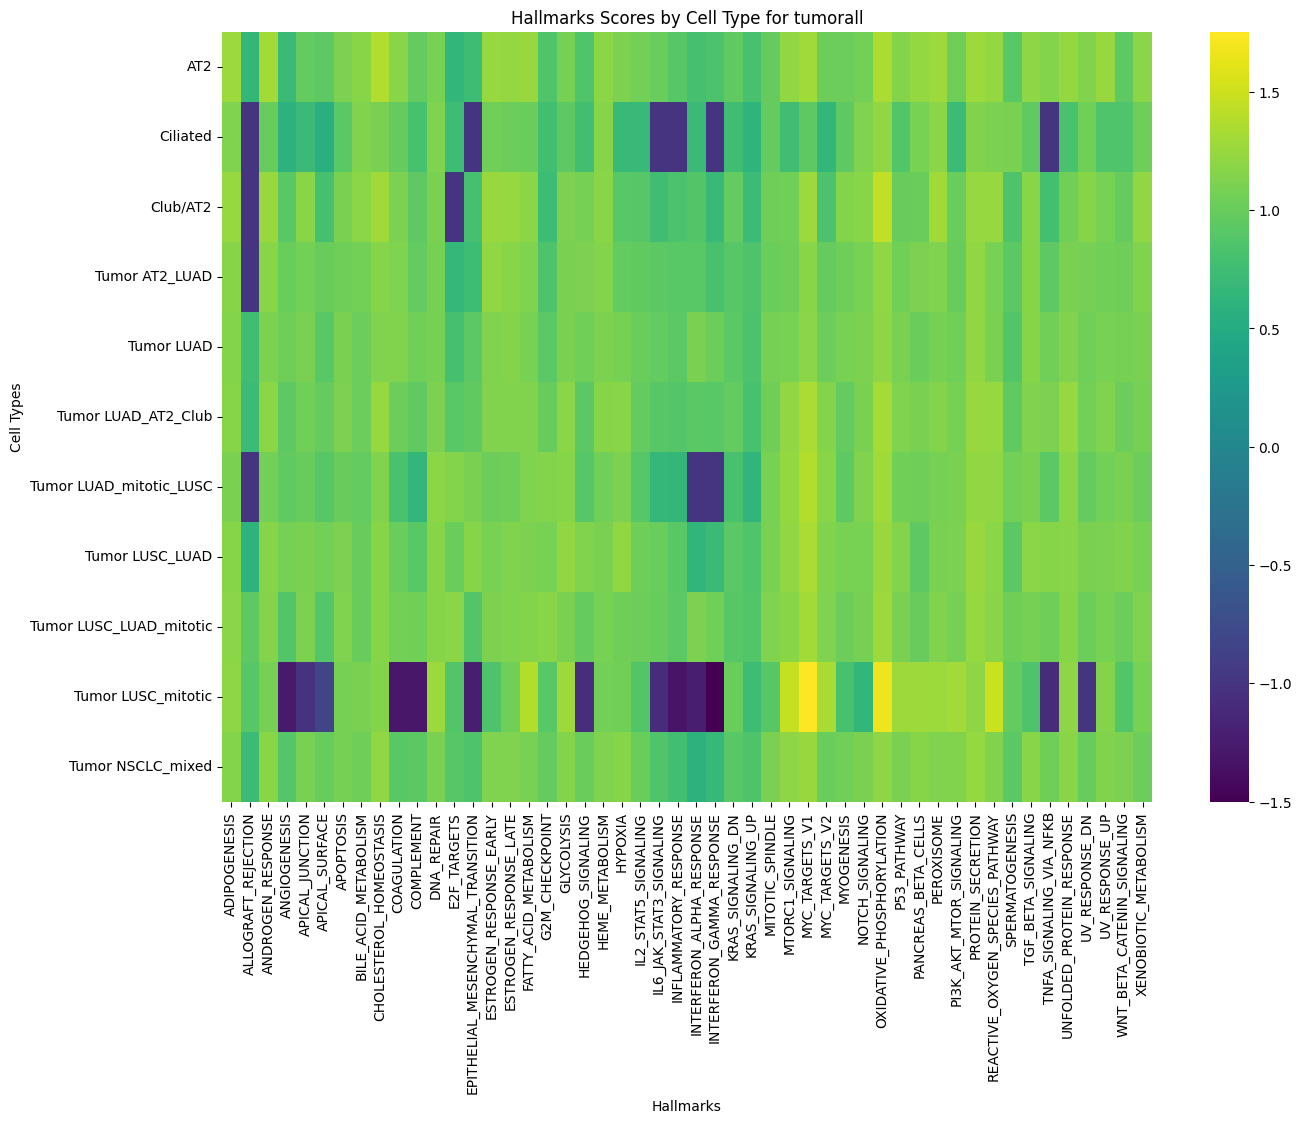 Hallmarks Scores by Cell Type for tumorall
Cell Types
AT2
Ciliated
Club/AT2
Tumor AT2_LUAD
Tumor LUAD
Tumor LUAD_AT2_Club
Tumor LUAD_mitotic_LUSC
Tumor LUSC_LUAD
Tumor LUSC_LUAD_mitotic
Tumor LUSC_mitotic
Tumor NSCLC_mixed
1.5
1.0
0.5
0.0
−0.5
−1.0
−1.5
ADIPOGENESIS
ALLOGRAFT_REJECTION
ANDROGEN_RESPONSE
ANGIOGENESIS
APICAL_JUNCTION
APICAL_SURFACE
APOPTOSIS
BILE_ACID_METABOLISM
CHOLESTEROL_HOMEOSTASIS
COAGULATION
COMPLEMENT
DNA_REPAIR
E2F_TARGETS
EPITHELIAL_MESENCHYMAL_TRANSITION
ESTROGEN_RESPONSE_EARLY
ESTROGEN_RESPONSE_LATE
FATTY_ACID_METABOLISM
G2M_CHECKPOINT
GLYCOLYSIS
HEDGEHOG_SIGNALING
HEME_METABOLISM
HYPOXIA
IL2_STAT5_SIGNALING
IL6_JAK_STAT3_SIGNALING
INFLAMMATORY_RESPONSE
INTERFERON_ALPHA_RESPONSE
INTERFERON_GAMMA_RESPONSE
KRAS_SIGNALING_DN
KRAS_SIGNALING_UP
MITOTIC_SPINDLE
MTORC1_SIGNALING
MYC_TARGETS_V1
MYC_TARGETS_V2
MYOGENESIS
NOTCH_SIGNALING
OXIDATIVE_PHOSPHORYLATION
P53_PATHWAY
PANCREAS_BETA_CELLS
PEROXISOME
PI3K_AKT_MTOR_SIGNALING
PROTEIN_SECRETION
REACTIVE_OXYGEN_SPECIES_PATHWAY
SPERMATOGENESIS
TGF_BETA_SIGNALING
TNFA_SIGNALING_VIA_NFKB
UNFOLDED_PROTEIN_RESPONSE
UV_RESPONSE_DN
UV_RESPONSE_UP
WNT_BETA_CATENIN_SIGNALING
XENOBIOTIC_METABOLISM
Hallmarks